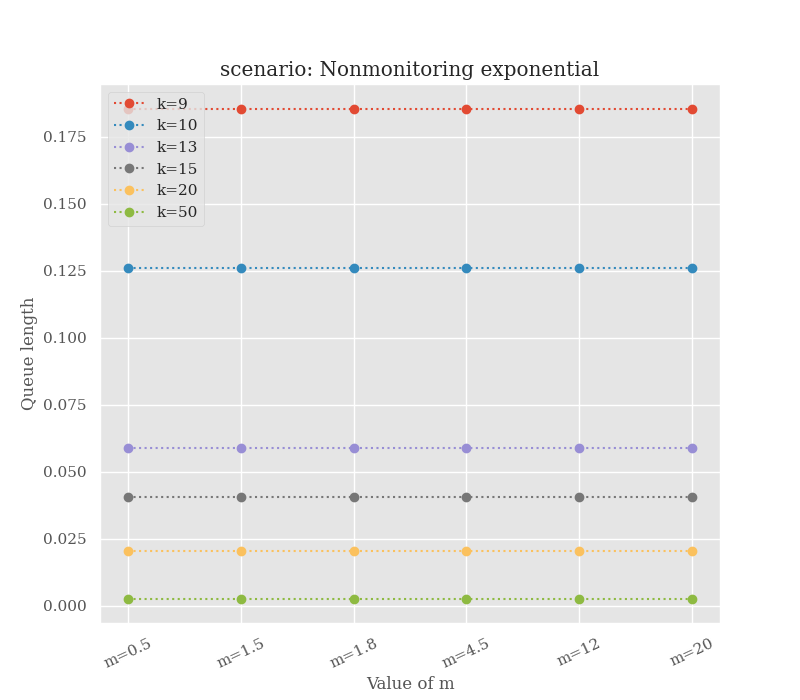 scenario: Nonmonitoring exponential
k=9
k=10
k=13
k=15
k=20
k=50
0.175
0.150
0.125
0.100
0.075
0.050
0.025
0.000
Queue length
m=0.5
m=1.5
m=1.8
m=4.5
m=12
m=20
Value of m